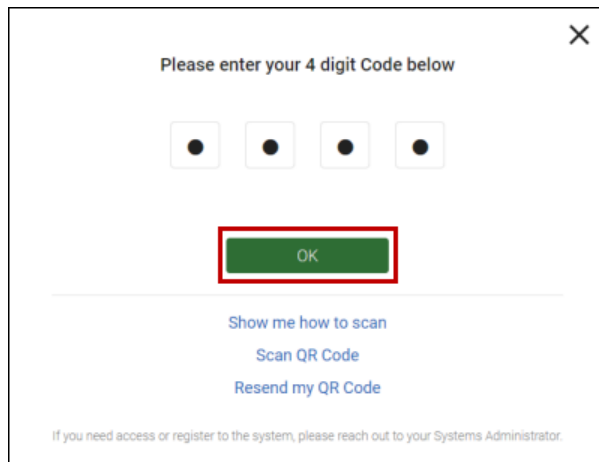 Please enter your 4 digit Code below
OK
Show me how to scan
Scan QR Code
Resend my QR Code
If you need access or register to the system, please reach out to your Systems Administrator.